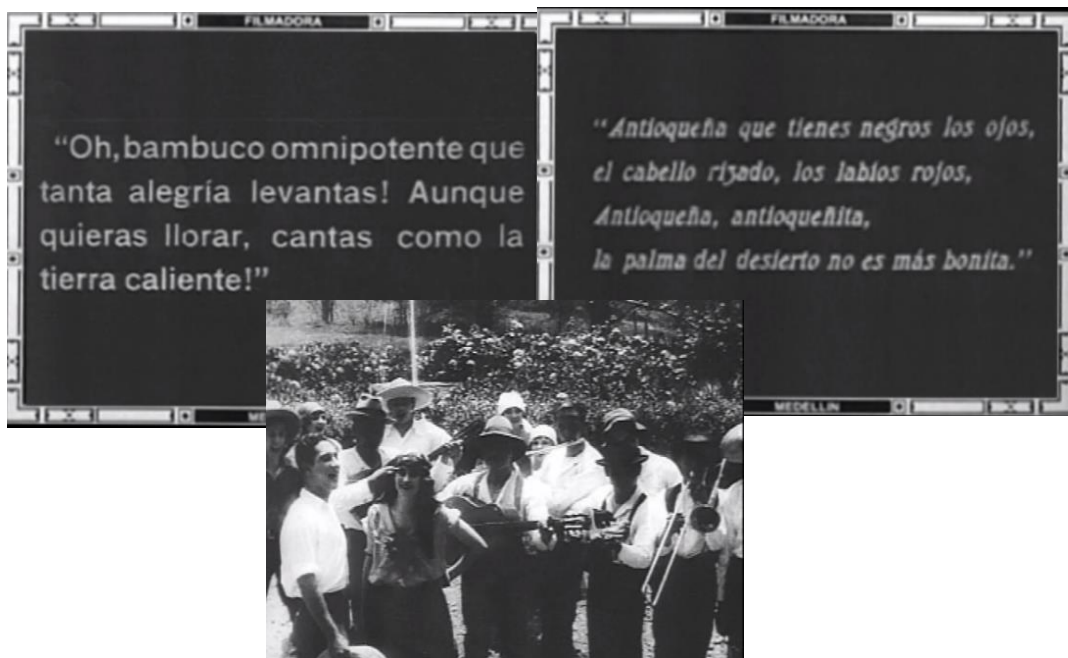 FILMADORA
“Oh, bambuco omnipotente que
tanta alegría levantas! Aunque
quieras llorar, cantas como la
tierra caliente!”
ME
FILMADORA
“Antioqueña que tienes negros los ojos,
el cabello rizado, los labios rojos,
Antioqueña, antioqueñita,
la palma del desierto no es más bonita.”
MEDELLIN